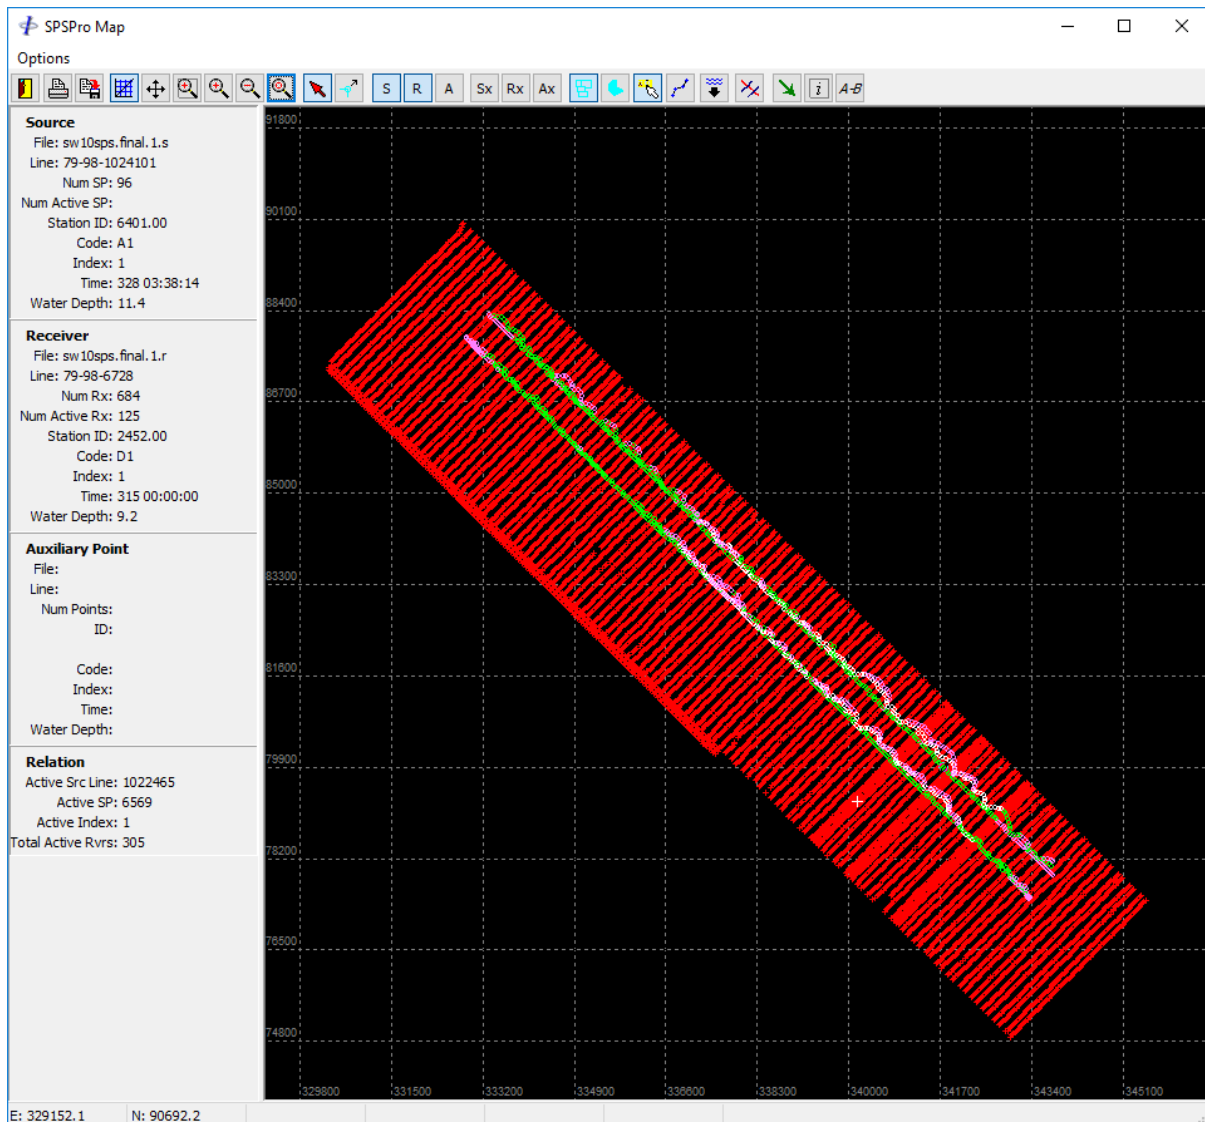 SPSPro Map
Options
S R A Sx Rx Ax i A-B
Source
File: sw10sps.final.1.s
Line: 79-98-1024101
Num SP: 96
Num Active SP:
Station ID: 6401.00
Code: A1
Index: 1
Time: 328 03:38:14
Water Depth: 11.4
Receiver
File: sw10sps.final.1.r
Line: 79-98-6728
Num Rx: 684
Num Active Rx: 125
Station ID: 2452.00
Code: D1
Index: 1
Time: 315 00:00:00
Water Depth: 9.2
Auxiliary Point
File:
Line:
Num Points:
ID:
Code:
Index:
Time:
Water Depth:
Relation
Active Src Line: 1022465
Active SP: 6569
Active Index: 1
Total Active Rvrs: 305
91800
90100
88400
86700
85000
83300
81600
79900
78200
76500
74800
329800 331500 333200 334900 336600 338300 340000 341700 343400 345100
E: 329152.1 N: 90692.2